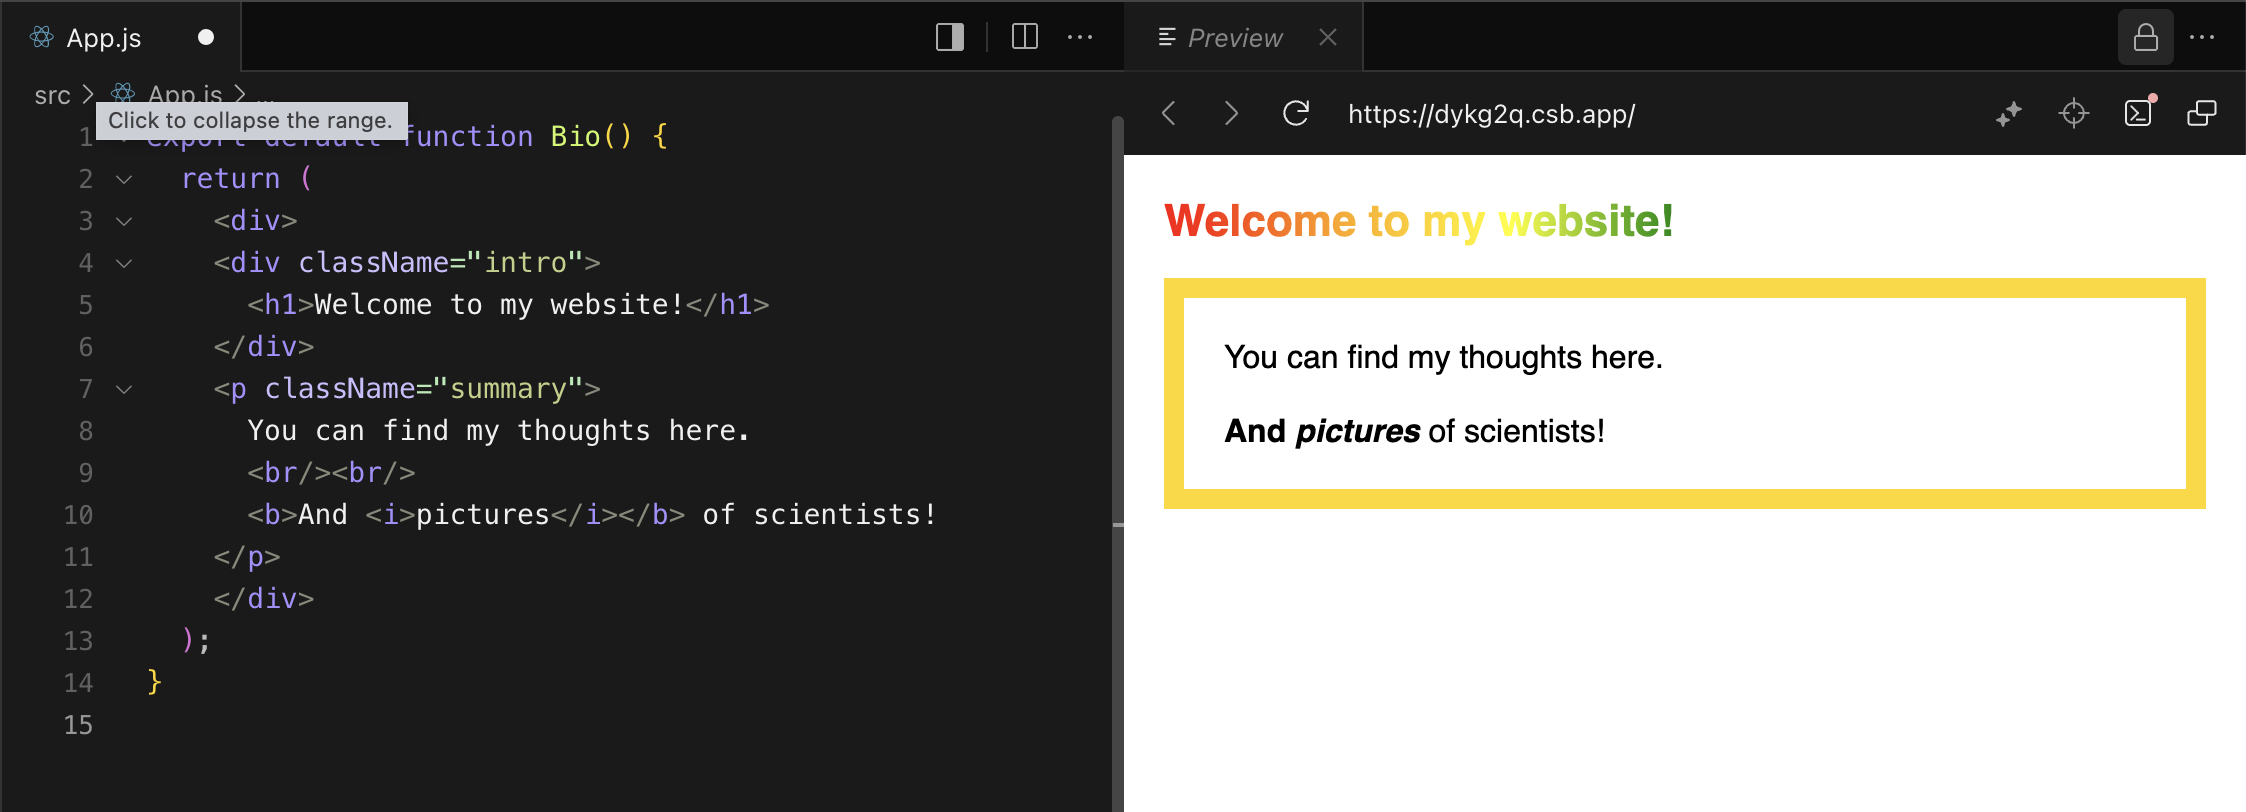 App.js
Preview
src > App.js > ...
https://dykg2q.csb.app/
Click to collapse the range.
1 export default function Bio() {
2 return (
3 <div>
4 <div className="intro">
5 <h1>Welcome to my website!</h1>
6 </div>
7 <p className="summary">
8 You can find my thoughts here.
9 <br/><br/>
10 <b>And <i>pictures</i></b> of scientists!
11 </p>
12 </div>
13 );
14 }
15
Welcome to my website!
You can find my thoughts here.
And pictures of scientists!